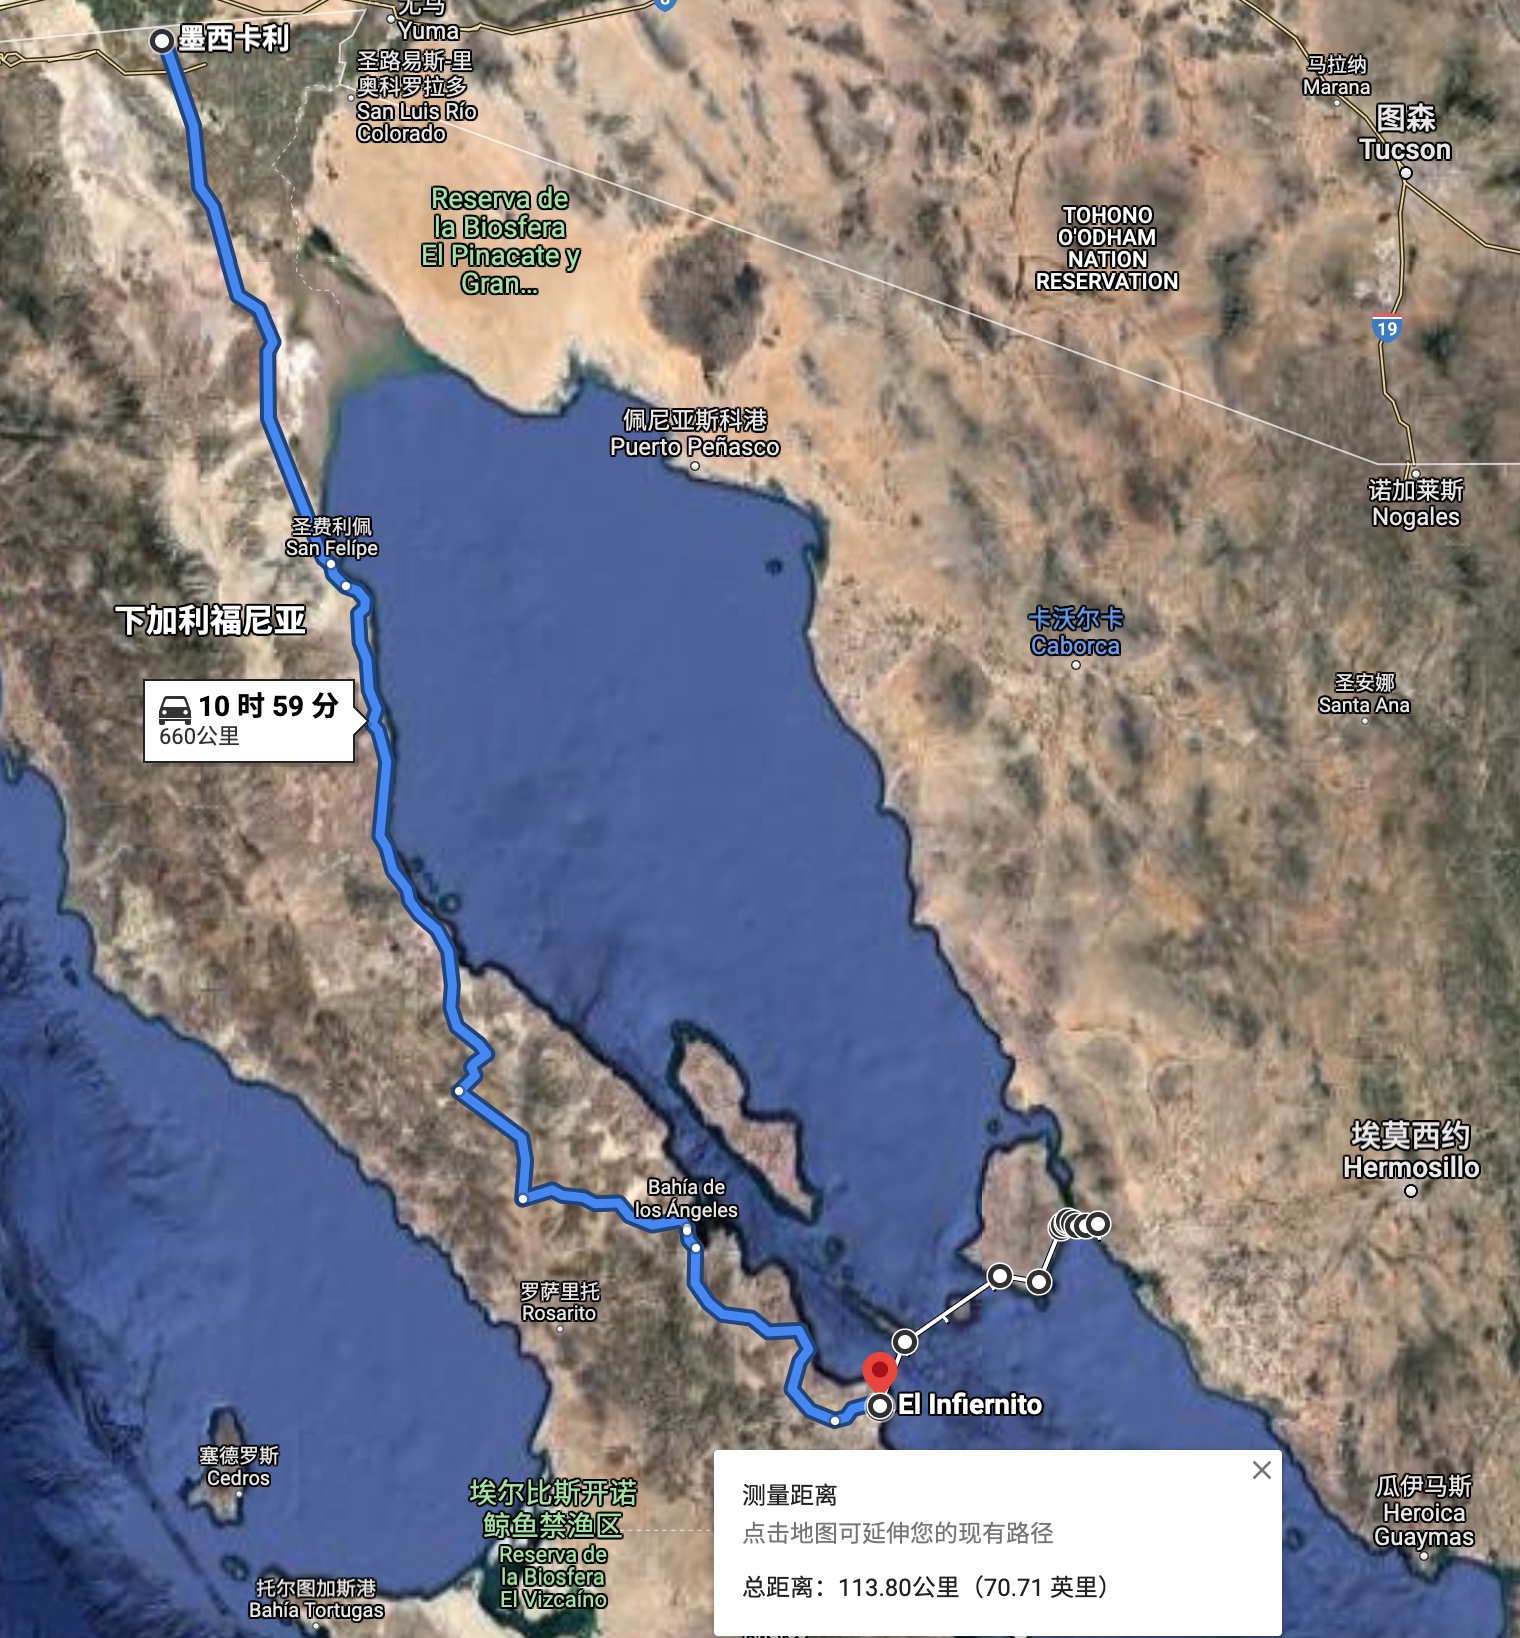 尤马
8
Yuma
墨西卡利
圣路易斯-里
奥科罗拉多
San Luis Río
Colorado
马拉纳
Marana
图森
Tucson
Reserva de
la Biosfera
El Pinacate y
Gran...
TOHONO
O'ODHAM
NATION
RESERVATION
19
佩尼亚斯科港
Puerto Peñasco
诺加莱斯
Nogales
圣费利佩
San Felípe
下加利福尼亚
卡沃尔卡
Caborca
圣安娜
Santa Ana
10 时 59 分
660公里
埃莫西约
Hermosillo
Bahía de
los Ángeles
罗萨里托
Rosarito
El Infiernito
塞德罗斯
Cedros
埃尔比斯开诺
鲸鱼禁渔区
Reserva de
la Biosfera
El Vizcaíno
托尔图加斯港
Bahía Tortugas
瓜伊马斯
Heroica
Guaymas
测量距离
点击地图可延伸您的现有路径
总距离：113.80公里（70.71 英里）